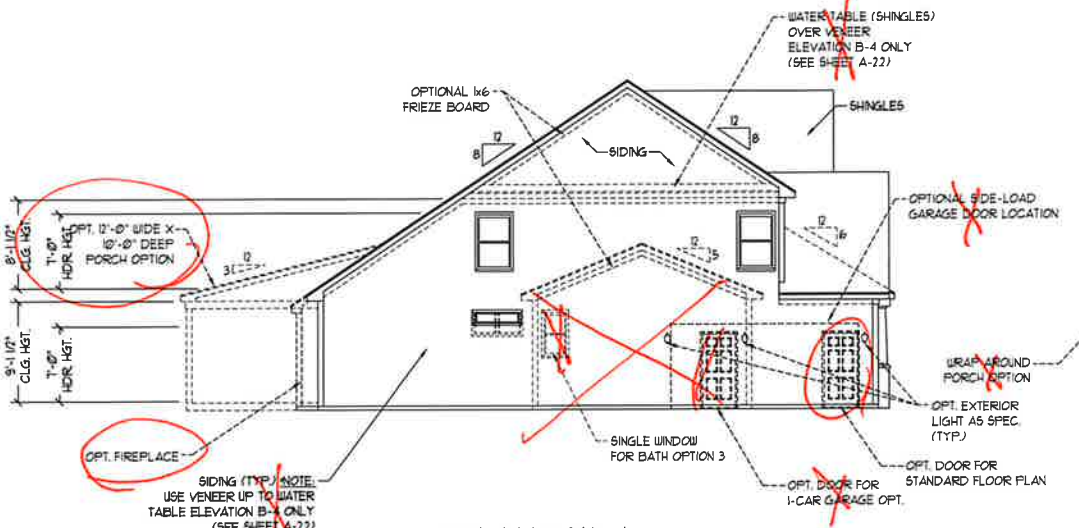 WATER TABLE (SHINGLES)
OVER VENEER
ELEVATION B-4 ONLY
(SEE SHEET A-22)
OPTIONAL 1x6
FRIEZE BOARD
SHINGLES
12
8
12
8
SIDING
OPTIONAL SIDE-LOAD
GARAGE DOOR LOCATION
8'-1 1/2"
CLG. HGT.
7'-0"
HDR. HGT.
OPT. 12'-0" WIDE X
10'-0" DEEP
PORCH OPTION
12
3
12
5
12
6
9'-1 1/2"
CLG. HGT.
7'-0"
HDR. HGT.
WRAP AROUND
PORCH OPTION
OPT. EXTERIOR
LIGHT AS SPEC.
(TYP.)
OPT. FIREPLACE
SINGLE WINDOW
FOR BATH OPTION 3
OPT. DOOR FOR
STANDARD FLOOR PLAN
OPT. DOOR FOR
1-CAR GARAGE OPT.
SIDING (TYP.) NOTE:
USE VENEER UP TO WATER
TABLE ELEVATION B-4 ONLY
(SEE SHEET A-22)